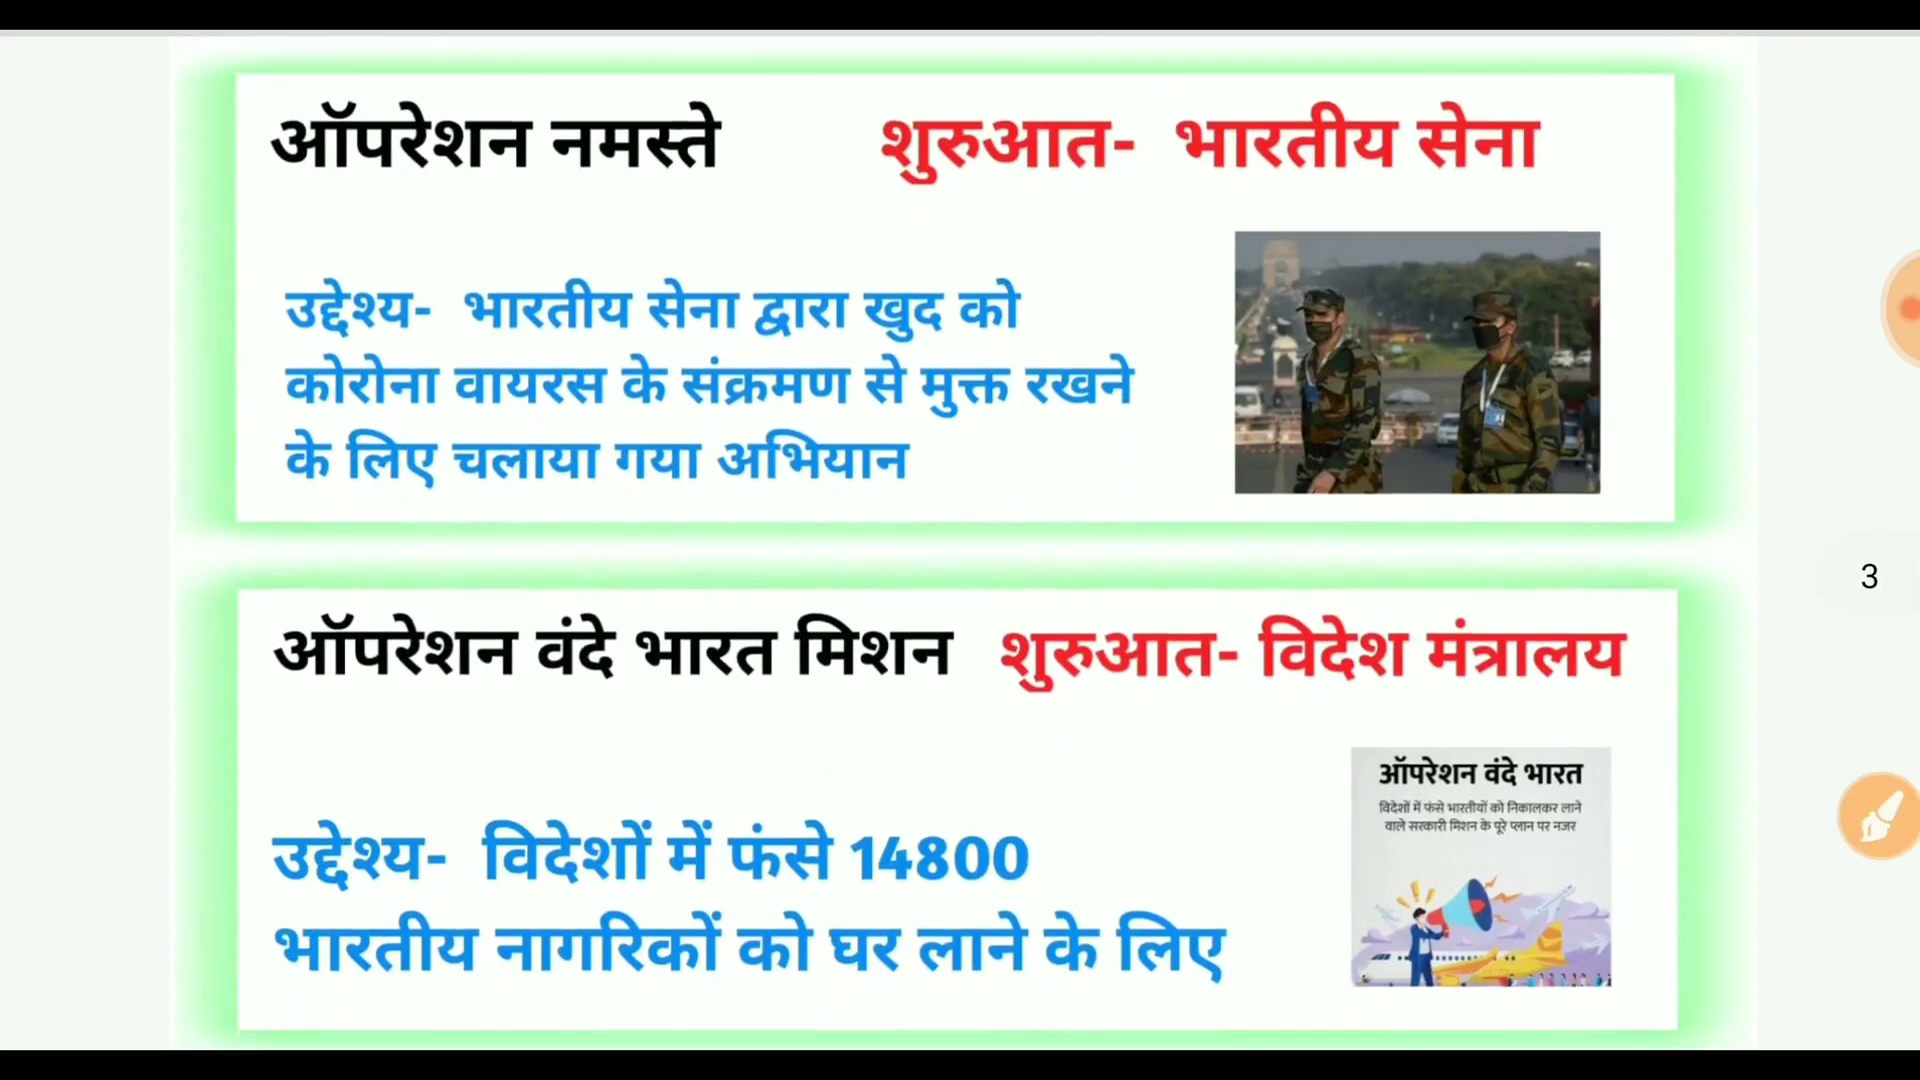 ऑपरेशन नमस्ते शुरुआत- भारतीय सेना
उद्देश्य- भारतीय सेना द्वारा खुद को
कोरोना वायरस के संक्रमण से मुक्त रखने
के लिए चलाया गया अभियान
3
ऑपरेशन वंदे भारत मिशन शुरुआत- विदेश मंत्रालय
ऑपरेशन वंदे भारत
विदेशों में फंसे भारतीयों को निकालकर लाने
वाले सरकारी मिशन के पूरे प्लान पर नजर
उद्देश्य- विदेशों में फंसे 14800
भारतीय नागरिकों को घर लाने के लिए